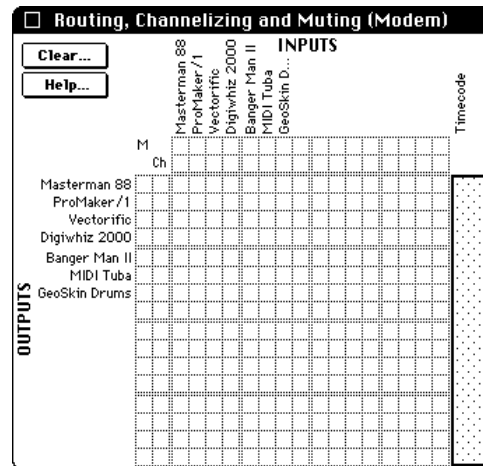 Routing, Channelizing and Muting (Modem)
Clear...
Help...
INPUTS
Masterman 88
ProMaker/1
Vectorific
Digiwhiz 2000
Banger Man II
MIDI Tuba
GeoSkin D...
Timecode
M
Ch
OUTPUTS
Masterman 88
ProMaker/1
Vectorific
Digiwhiz 2000
Banger Man II
MIDI Tuba
GeoSkin Drums